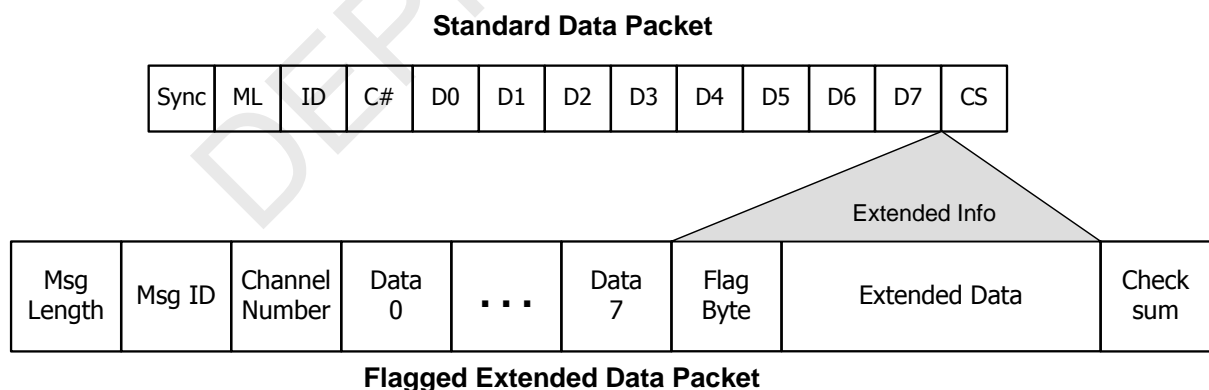 Standard Data Packet
Sync ML ID C# D0 D1 D2 D3 D4 D5 D6 D7 CS
Extended Info
Msg Length Msg ID Channel Number Data 0 ... Data 7 Flag Byte Extended Data Check sum
Flagged Extended Data Packet